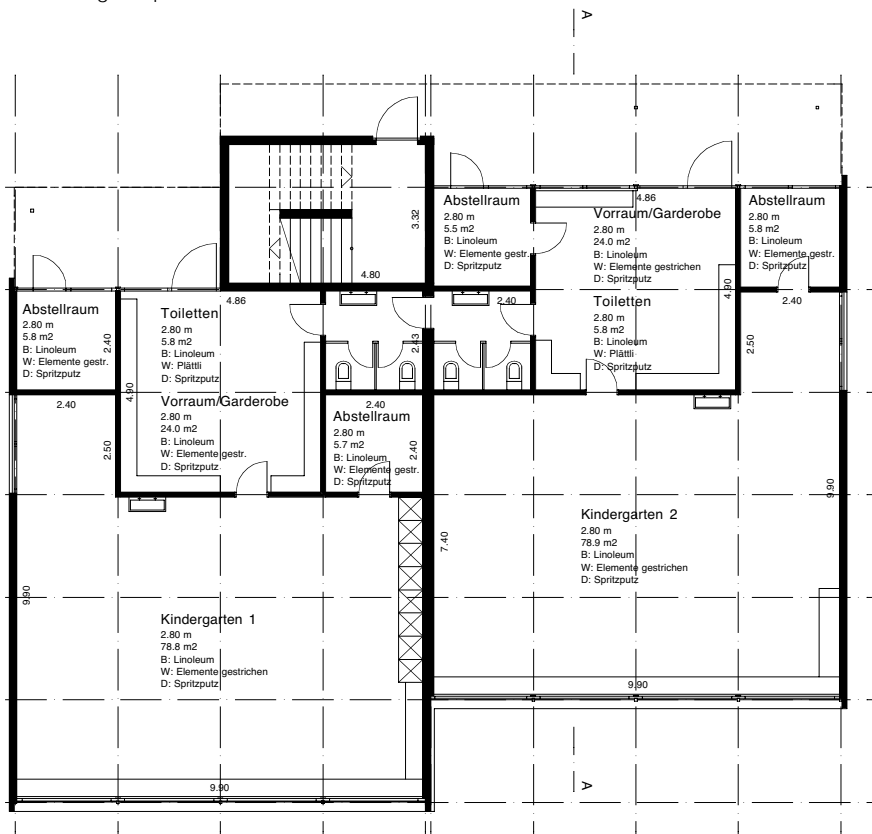 A
Abstellraum
2.80 m
5.5 m2
B: Linoleum
W: Elemente gestr.
D: Spritzputz
4.86
Vorraum/Garderobe
2.80 m
24.0 m2
B: Linoleum
W: Elemente gestrichen
D: Spritzputz
Abstellraum
2.80 m
5.8 m2
B: Linoleum
W: Elemente gestr.
D: Spritzputz
3.32
4.80
4.90
2.40
Abstellraum
2.80 m
5.8 m2
B: Linoleum
W: Elemente gestr.
D: Spritzputz
2.40
4.86
Toiletten
2.80 m
5.8 m2
B: Linoleum
W: Plättli
D: Spritzputz
2.43
2.40
Toiletten
2.80 m
5.8 m2
B: Linoleum
W: Plättli
D: Spritzputz
2.50
4.90
Vorraum/Garderobe
2.80 m
24.0 m2
B: Linoleum
W: Elemente gestr.
D: Spritzputz
2.40
2.50
2.40
Abstellraum
2.80 m
5.7 m2
B: Linoleum
W: Elemente gestr.
D: Spritzputz
2.40
9.90
7.40
Kindergarten 2
2.80 m
78.9 m2
B: Linoleum
W: Elemente gestrichen
D: Spritzputz
9.90
9.90
Kindergarten 1
2.80 m
78.8 m2
B: Linoleum
W: Elemente gestrichen
D: Spritzputz
9.90
A